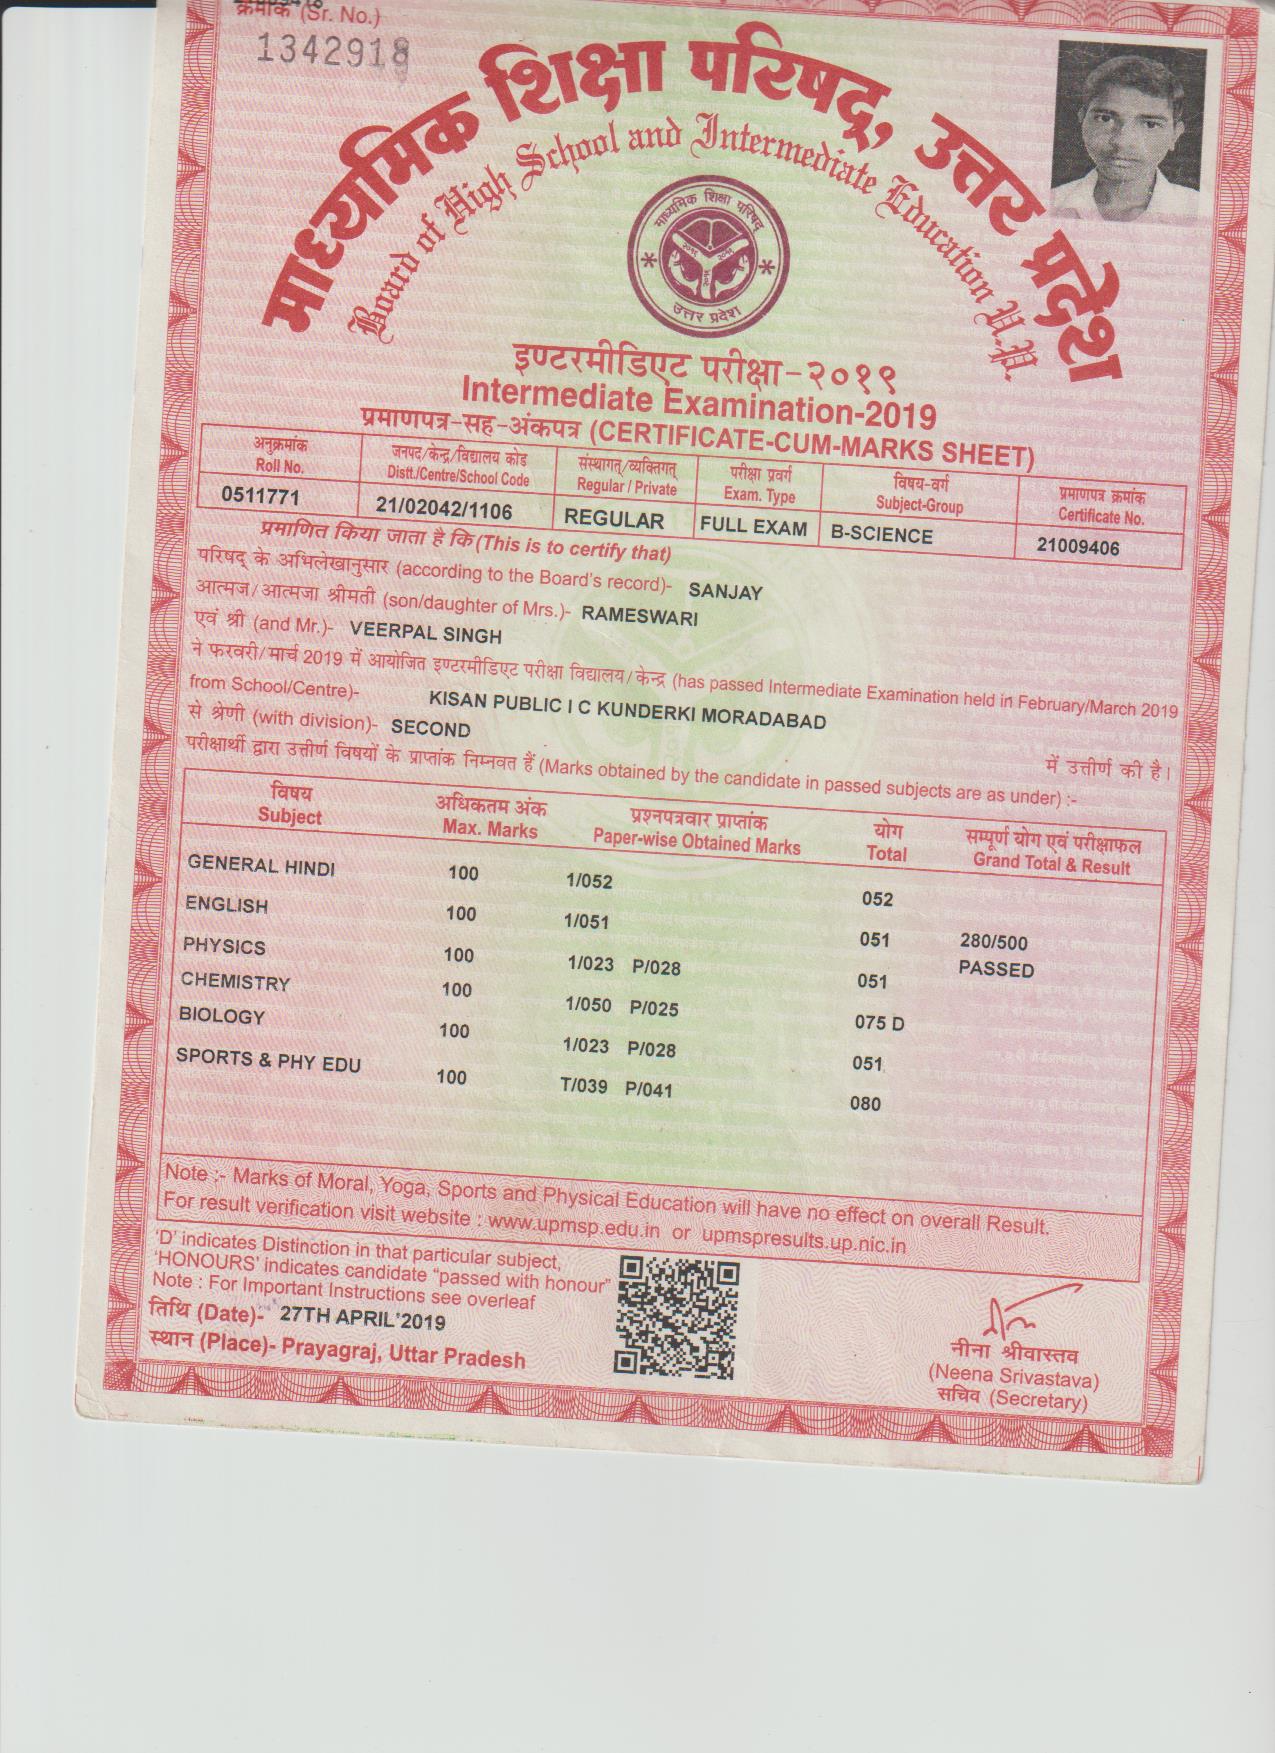 क्रमांक (Sr. No.)
1342918
माध्यमिक शिक्षा परिषद्, उत्तर प्रदेश
Board of High School and Intermediate Education U.P.
माध्यमिक शिक्षा परिषद्
उत्तर प्रदेश
इण्टरमीडिएट परीक्षा-२०१९
Intermediate Examination-2019
प्रमाणपत्र-सह-अंकपत्र (CERTIFICATE-CUM-MARKS SHEET)
अनुक्रमांक जनपद/केन्द्र/विद्यालय कोड संस्थागत्/व्यक्तिगत् परीक्षा प्रवर्ग विषय-वर्ग प्रमाणपत्र क्रमांक
Roll No. Distt./Centre/School Code Regular / Private Exam. Type Subject-Group Certificate No.
0511771 21/02042/1106 REGULAR FULL EXAM B-SCIENCE 21009406
प्रमाणित किया जाता है कि (This is to certify that)
परिषद् के अभिलेखानुसार (according to the Board's record)- SANJAY
आत्मज/आत्मजा श्रीमती (son/daughter of Mrs.)- RAMESWARI
एवं श्री (and Mr.)- VEERPAL SINGH
ने फरवरी/मार्च 2019 में आयोजित इण्टरमीडिएट परीक्षा विद्यालय/केन्द्र (has passed Intermediate Examination held in February/March 2019
from School/Centre)- KISAN PUBLIC I C KUNDERKI MORADABAD
से श्रेणी (with division)- SECOND में उत्तीर्ण की है।
परीक्षार्थी द्वारा उत्तीर्ण विषयों के प्राप्तांक निम्नवत हैं (Marks obtained by the candidate in passed subjects are as under) :-
विषय अधिकतम अंक प्रश्नपत्रवार प्राप्तांक योग सम्पूर्ण योग एवं परीक्षाफल
Subject Max. Marks Paper-wise Obtained Marks Total Grand Total & Result
GENERAL HINDI 100 1/052 052
ENGLISH 100 1/051 051 280/500
PHYSICS 100 1/023 P/028 051 PASSED
CHEMISTRY 100 1/050 P/025 075 D
BIOLOGY 100 1/023 P/028 051
SPORTS & PHY EDU 100 T/039 P/041 080
Note :- Marks of Moral, Yoga, Sports and Physical Education will have no effect on overall Result.
For result verification visit website : www.upmsp.edu.in or upmspresults.up.nic.in
'D' indicates Distinction in that particular subject,
'HONOURS' indicates candidate "passed with honour"
Note : For Important Instructions see overleaf
तिथि (Date)- 27TH APRIL'2019
स्थान (Place)- Prayagraj, Uttar Pradesh
नीना श्रीवास्तव
(Neena Srivastava)
सचिव (Secretary)